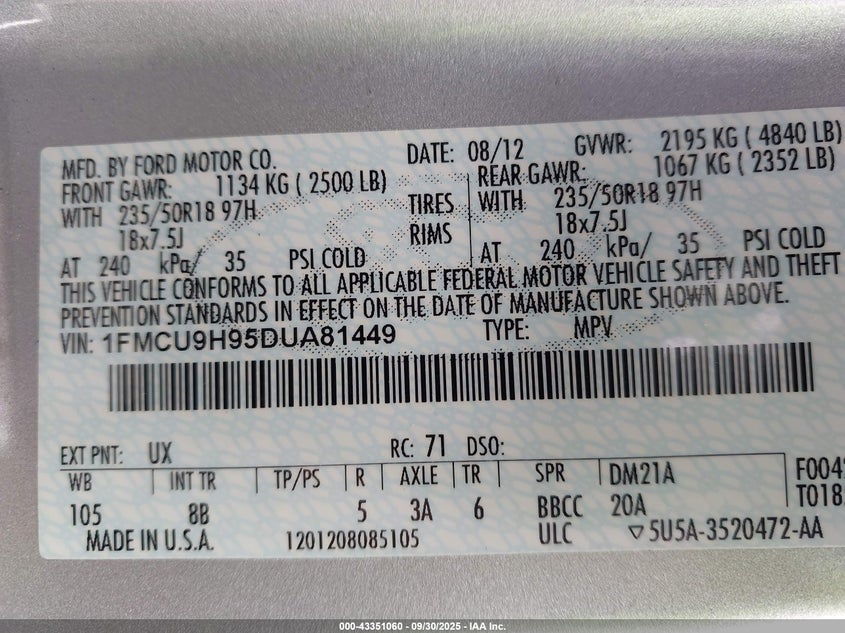 MFD. BY FORD MOTOR CO. DATE: 08/12 GVWR: 2195 KG ( 4840 LB)
FRONT GAWR: 1134 KG ( 2500 LB) REAR GAWR: 1067 KG ( 2352 LB)
WITH 235/50R18 97H TIRES WITH 235/50R18 97H
18x7.5J RIMS 18x7.5J
AT 240 kPa/ 35 PSI COLD AT 240 kPa/ 35 PSI COLD
THIS VEHICLE CONFORMS TO ALL APPLICABLE FEDERAL MOTOR VEHICLE SAFETY AND THEFT
PREVENTION STANDARDS IN EFFECT ON THE DATE OF MANUFACTURE SHOWN ABOVE.
VIN: 1FMCU9H95DUA81449 TYPE: MPV
EXT PNT: UX RC: 71 DSO:
WB INT TR TP/PS R AXLE TR SPR DM21A
105 8B 5 3A 6 BBCC 20A
MADE IN U.S.A. 1201208085105 ULC ▽5U5A-3520472-AA
000-43351060 - 09/30/2025 - IAA Inc.